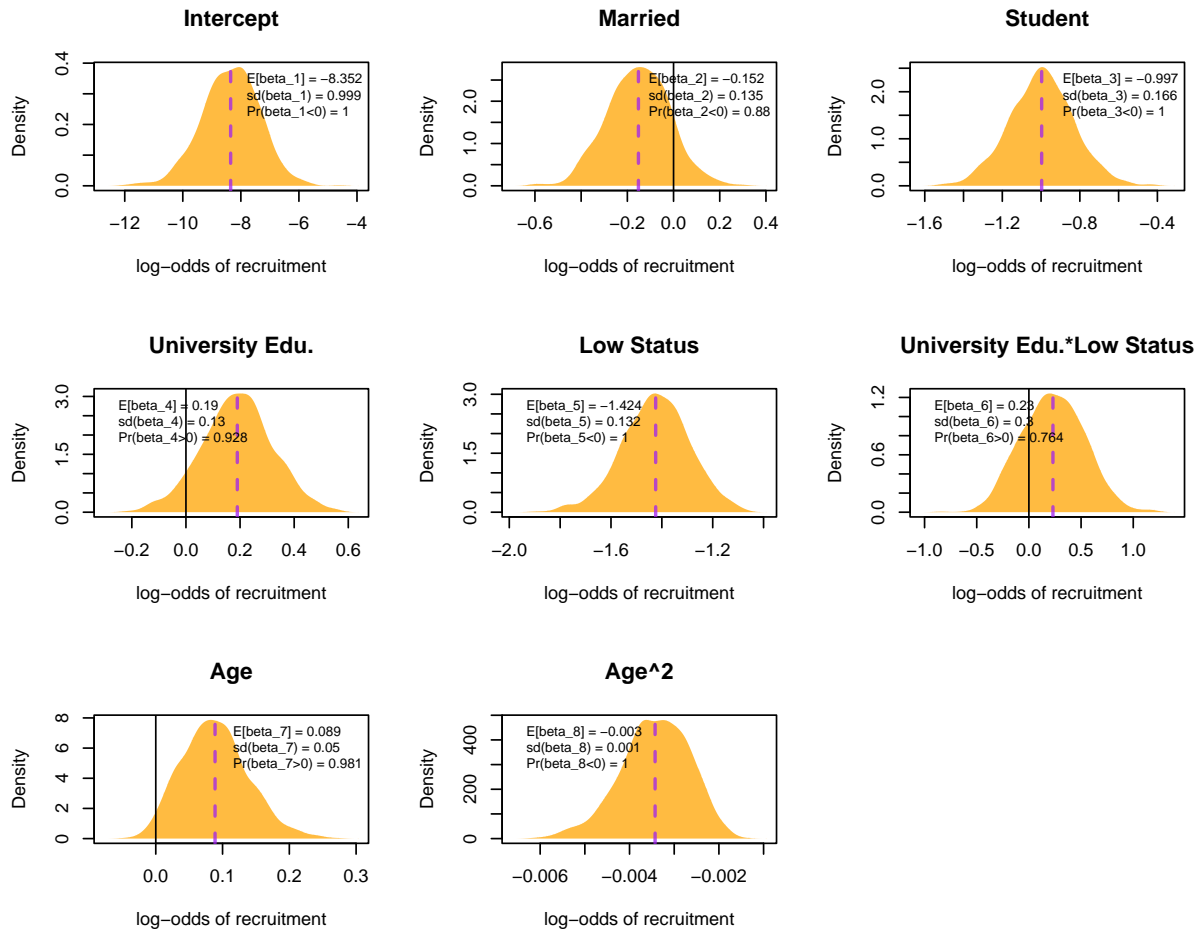 Intercept
Density
0.0 0.2 0.4
E[beta_1] = −8.352
sd(beta_1) = 0.999
Pr(beta_1<0) = 1
−12 −10 −8 −6 −4
log−odds of recruitment
Married
Density
0.0 1.0 2.0
E[beta_2] = −0.152
sd(beta_2) = 0.135
Pr(beta_2<0) = 0.88
−0.6 −0.2 0.0 0.2 0.4
log−odds of recruitment
Student
Density
0.0 1.0 2.0
E[beta_3] = −0.997
sd(beta_3) = 0.166
Pr(beta_3<0) = 1
−1.6 −1.2 −0.8 −0.4
log−odds of recruitment
University Edu.
Density
0.0 1.5 3.0
E[beta_4] = 0.19
sd(beta_4) = 0.13
Pr(beta_4>0) = 0.928
−0.2 0.0 0.2 0.4 0.6
log−odds of recruitment
Low Status
Density
0.0 1.5 3.0
E[beta_5] = −1.424
sd(beta_5) = 0.132
Pr(beta_5<0) = 1
−2.0 −1.6 −1.2
log−odds of recruitment
University Edu.*Low Status
Density
0.0 0.6 1.2
E[beta_6] = 0.23
sd(beta_6) = 0.3
Pr(beta_6>0) = 0.764
−1.0 −0.5 0.0 0.5 1.0
log−odds of recruitment
Age
Density
0 2 4 6 8
E[beta_7] = 0.089
sd(beta_7) = 0.05
Pr(beta_7>0) = 0.981
0.0 0.1 0.2 0.3
log−odds of recruitment
Age^2
Density
0 200 400
E[beta_8] = −0.003
sd(beta_8) = 0.001
Pr(beta_8<0) = 1
−0.006 −0.004 −0.002
log−odds of recruitment